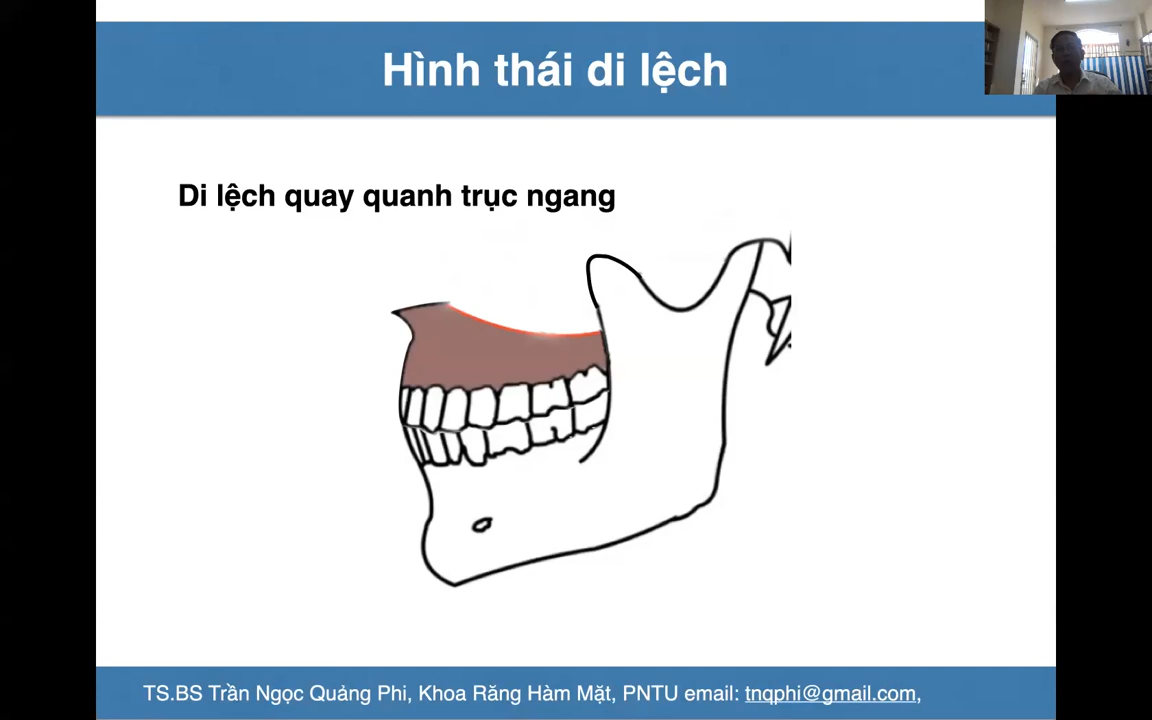 Hình thái di lệch
Di lệch quay quanh trục ngang
TS.BS Trần Ngọc Quảng Phi, Khoa Răng Hàm Mặt, PNTU email: tnqphi@gmail.com,